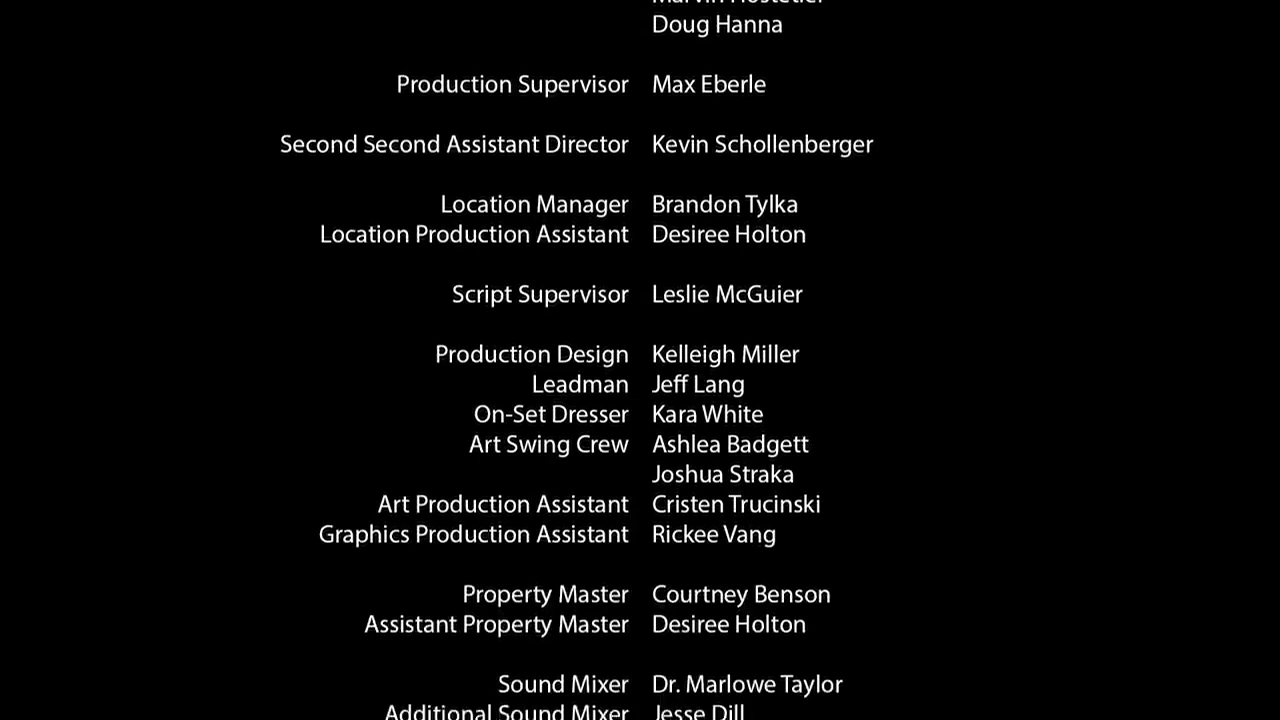 Doug Hanna
Production Supervisor Max Eberle
Second Second Assistant Director Kevin Schollenberger
Location Manager Brandon Tylka
Location Production Assistant Desiree Holton
Script Supervisor Leslie McGuier
Production Design Kelleigh Miller
Leadman Jeff Lang
On-Set Dresser Kara White
Art Swing Crew Ashlea Badgett
Joshua Straka
Art Production Assistant Cristen Trucinski
Graphics Production Assistant Rickee Vang
Property Master Courtney Benson
Assistant Property Master Desiree Holton
Sound Mixer Dr. Marlowe Taylor
Additional Sound Mixer Jesse Dill